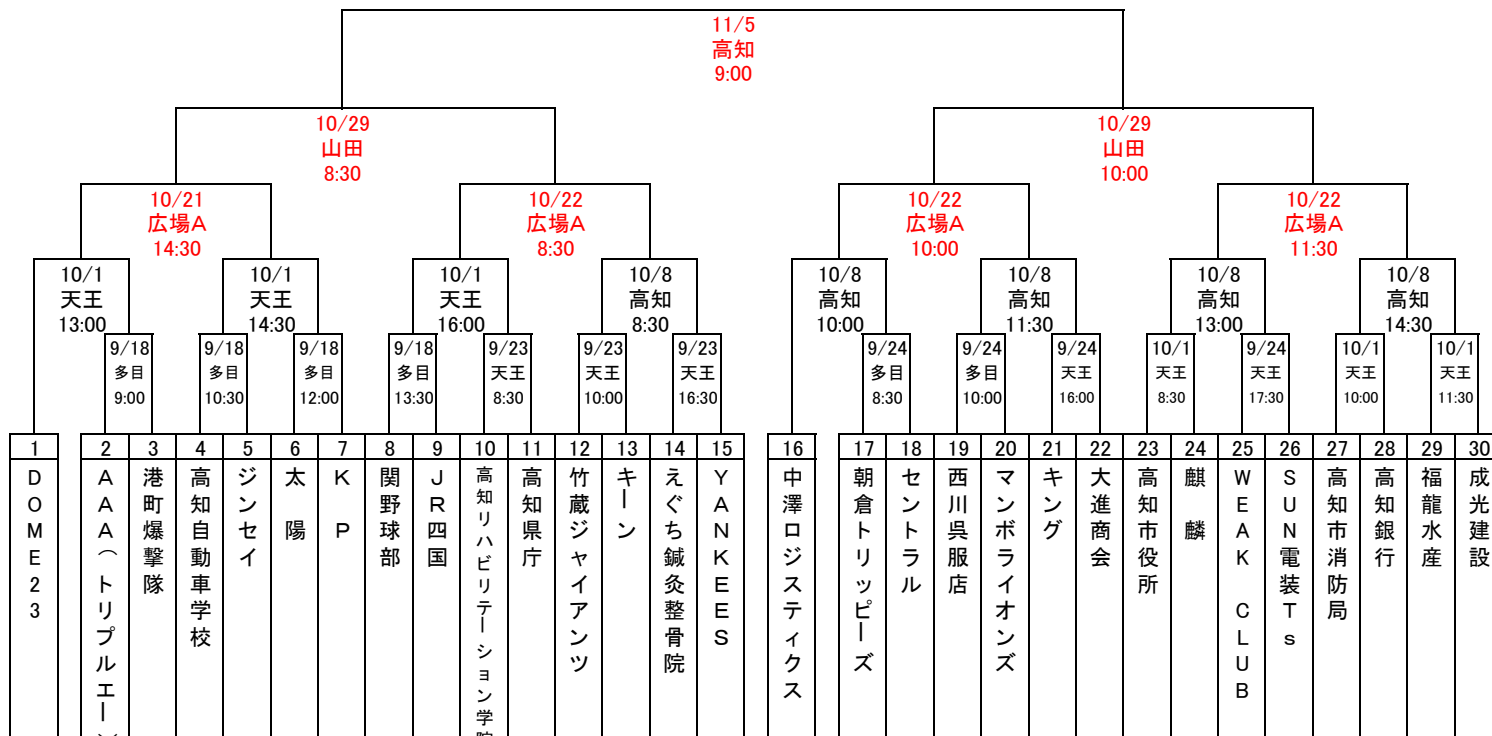 11/5
高知
9:00
10/29
山田
8:30
10/29
山田
10:00
10/21
広場A
14:30
10/22
広場A
8:30
10/22
広場A
10:00
10/22
広場A
11:30
10/1
天王
13:00
10/1
天王
14:30
10/1
天王
16:00
10/8
高知
8:30
10/8
高知
10:00
10/8
高知
11:30
10/8
高知
13:00
10/8
高知
14:30
9/18
多目
9:00
9/18
多目
10:30
9/18
多目
12:00
9/18
多目
13:30
9/23
天王
8:30
9/23
天王
10:00
9/23
天王
16:30
9/24
多目
8:30
9/24
多目
10:00
9/24
天王
16:00
10/1
天王
8:30
9/24
天王
17:30
10/1
天王
10:00
10/1
天王
11:30
1
DOME23
2
AAA(トリプルエー)
3
港町爆撃隊
4
高知自動車学校
5
ジンセイ
6
太 陽
7
K P
8
関野球部
9
JR四国
10
高知リハビリテーション学院
11
高知県庁
12
竹蔵ジャイアンツ
13
キーン
14
えぐち鍼灸整骨院
15
YANKEES
16
中澤ロジスティクス
17
朝倉トリッピーズ
18
セントラル
19
西川呉服店
20
マンボライオンズ
21
キング
22
大進商会
23
高知市役所
24
麒 麟
25
WEAK CLUB
26
SUN電装Ts
27
高知市消防局
28
高知銀行
29
福龍水産
30
成光建設